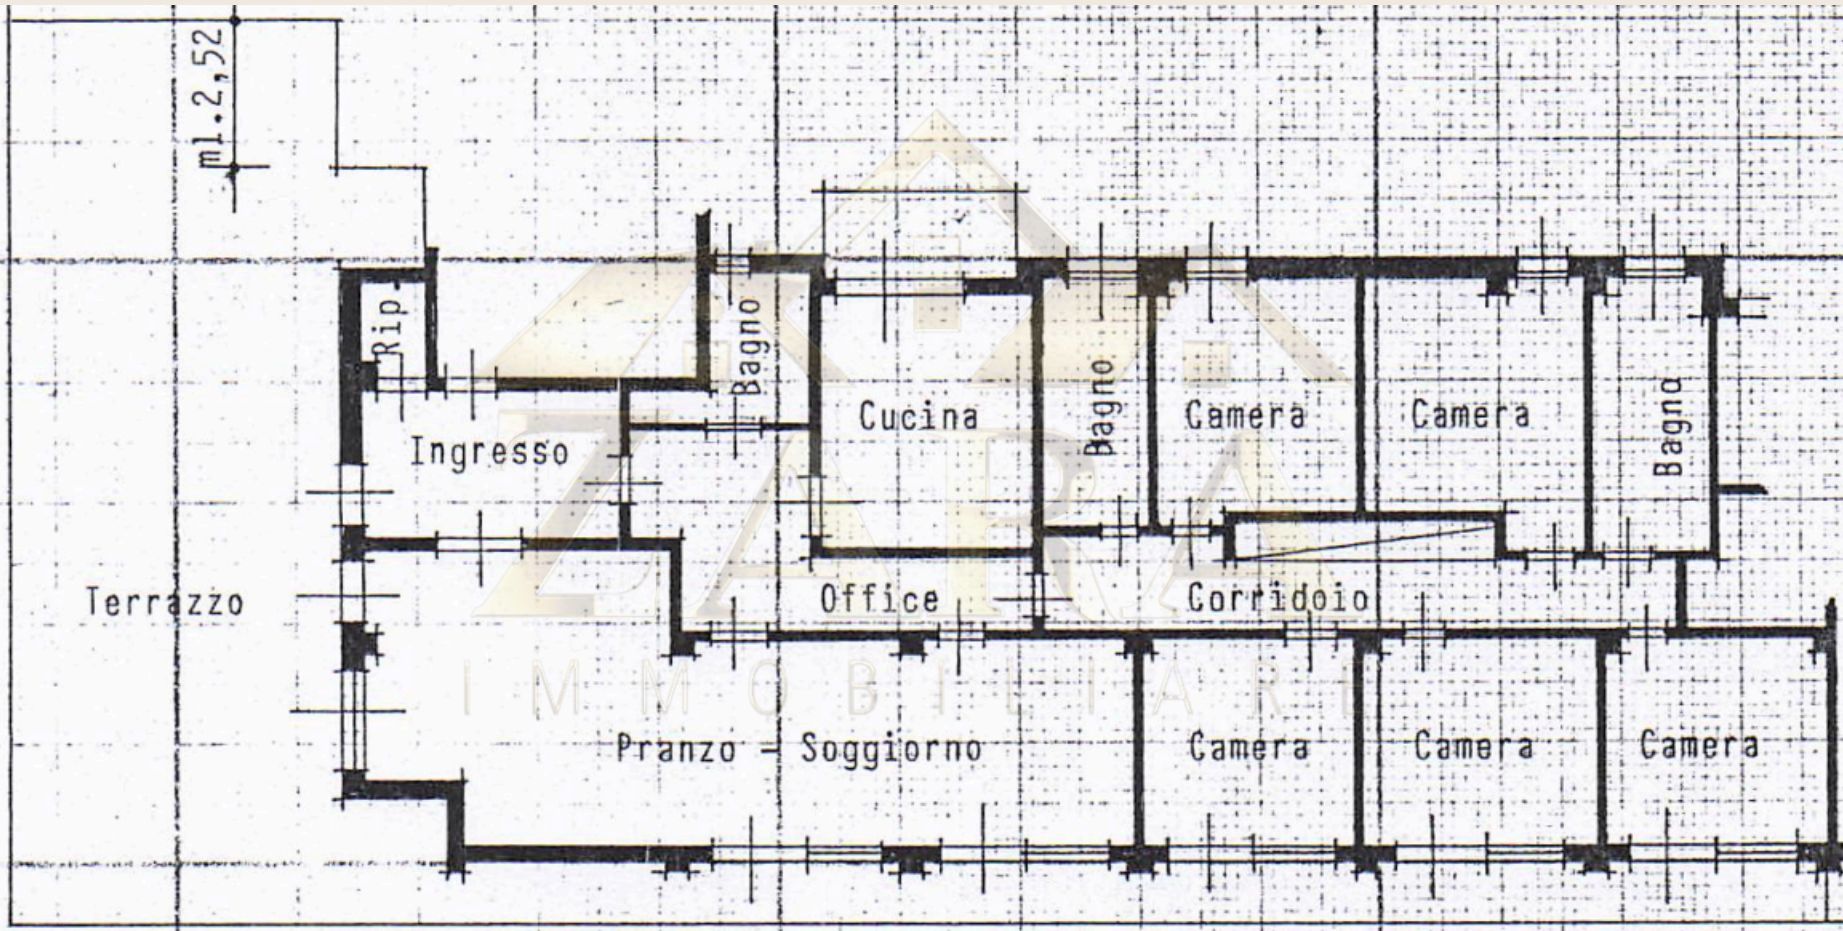 ml.2,52
Rip.
Bagno
Ingresso
Cucina
Bagno
Camera
Camera
Bagno
Terrazzo
Office
Corridoio
ZARA
IMMOBILIARE
Pranzo - Soggiorno
Camera
Camera
Camera